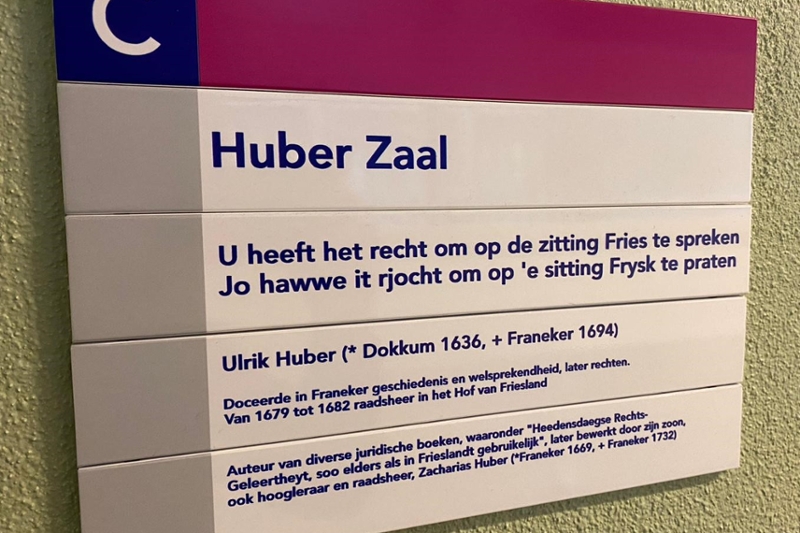 C
Huber Zaal
U heeft het recht om op de zitting Fries te spreken
Jo hawwe it rjocht om op 'e sitting Frysk te praten
Ulrik Huber (* Dokkum 1636, + Franeker 1694)
Doceerde in Franeker geschiedenis en welsprekendheid, later rechten.
Van 1679 tot 1682 raadsheer in het Hof van Friesland
Auteur van diverse juridische boeken, waaronder "Heedensdaegse Rechts-
Geleertheyt, soo elders als in Frieslandt gebruikelijk", later bewerkt door zijn zoon,
ook hoogleraar en raadsheer, Zacharias Huber (*Franeker 1669, + Franeker 1732)